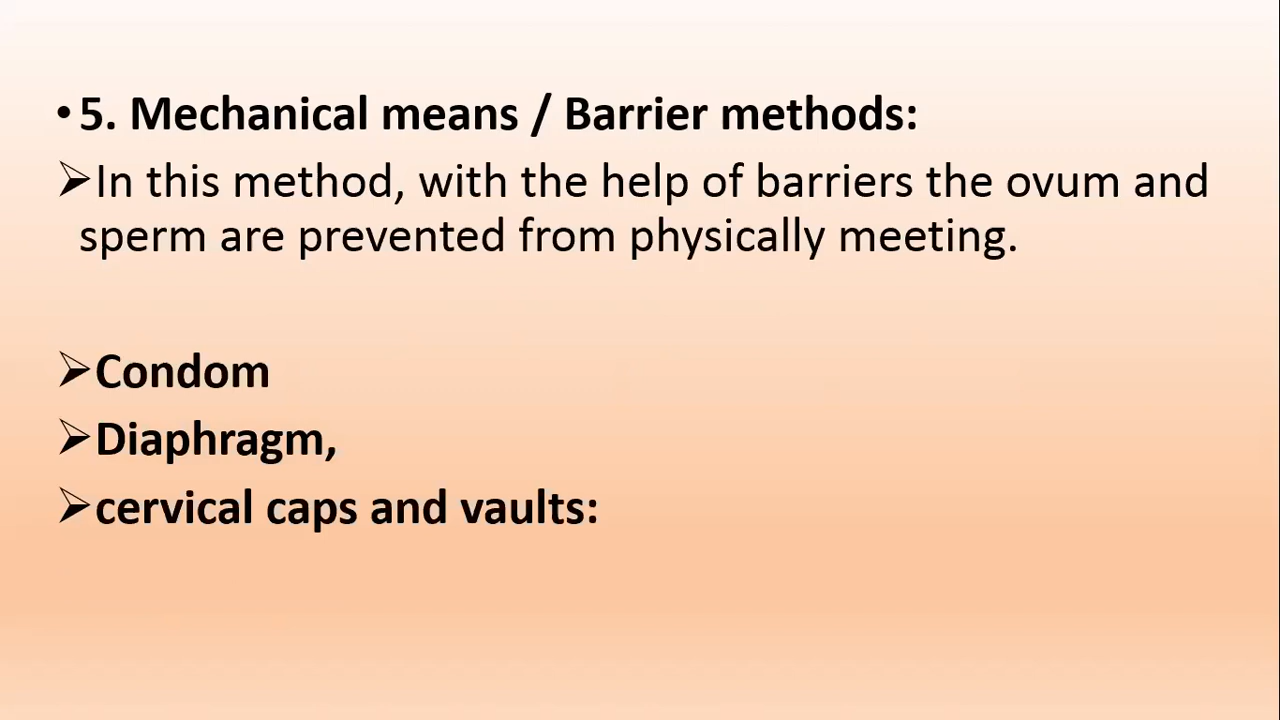 • 5. Mechanical means / Barrier methods:
➢In this method, with the help of barriers the ovum and
sperm are prevented from physically meeting.
➢Condom
➢Diaphragm,
➢cervical caps and vaults: